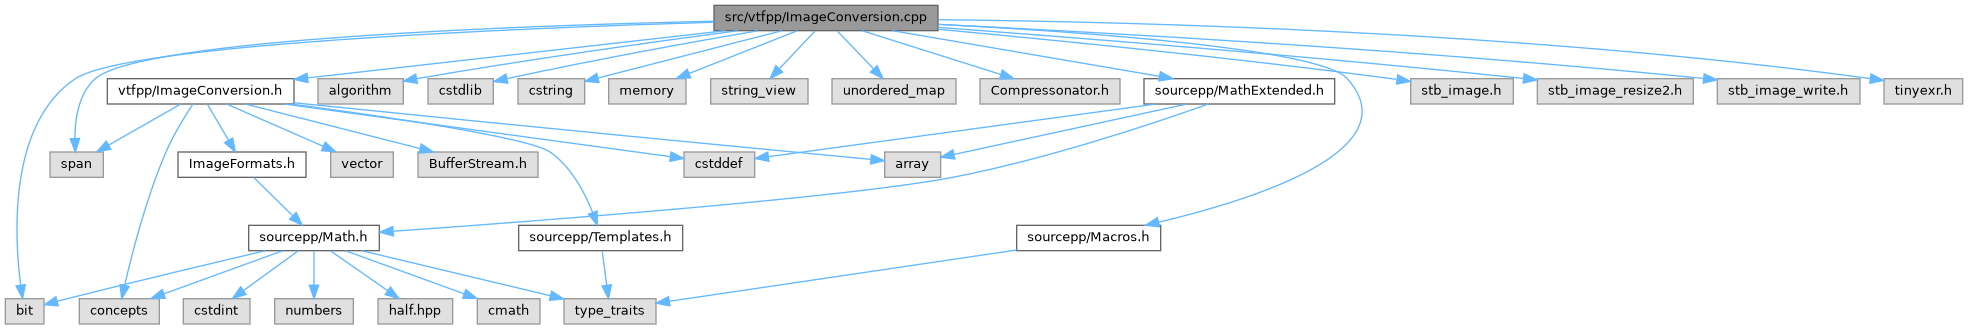 src/vtfpp/ImageConversion.cpp
vtfpp/ImageConversion.h
algorithm
cstdlib
cstring
memory
string_view
unordered_map
Compressonator.h
sourcepp/MathExtended.h
stb_image.h
stb_image_resize2.h
stb_image_write.h
tinyexr.h
span
ImageFormats.h
vector
BufferStream.h
cstddef
array
sourcepp/Math.h
sourcepp/Templates.h
sourcepp/Macros.h
bit
concepts
cstdint
numbers
half.hpp
cmath
type_traits